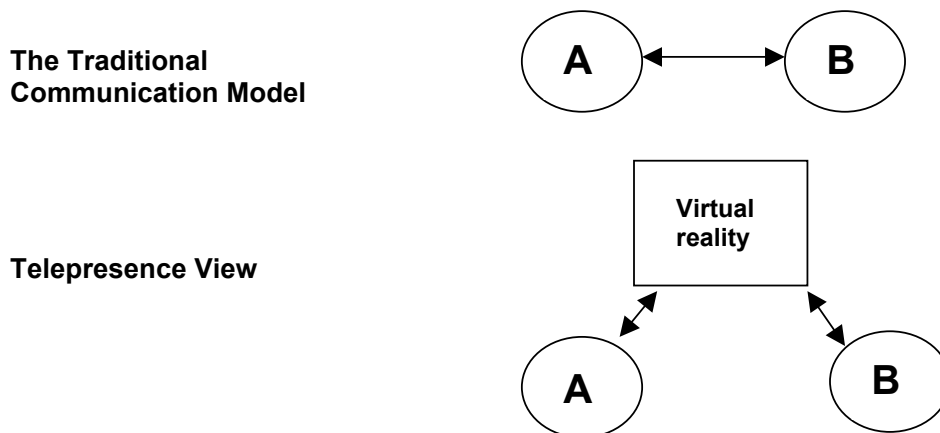 The Traditional
Communication Model
A
B
Virtual
reality
Telepresence View
A
B